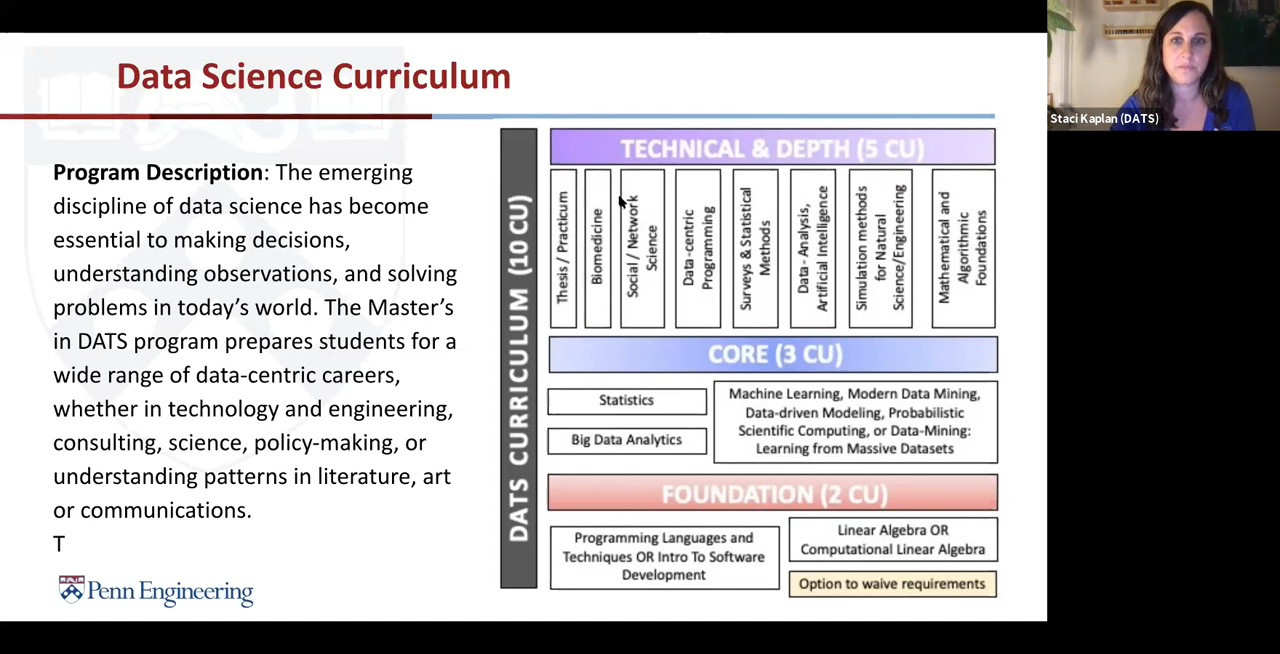 Data Science Curriculum
Program Description: The emerging
discipline of data science has become
essential to making decisions,
understanding observations, and solving
problems in today’s world. The Master’s
in DATS program prepares students for a
wide range of data-centric careers,
whether in technology and engineering,
consulting, science, policy-making, or
understanding patterns in literature, art
or communications.
T
Penn Engineering
DATS CURRICULUM (10 CU)
TECHNICAL & DEPTH (5 CU)
Thesis / Practicum
Biomedicine
Social / Network
Science
Data-centric
Programming
Surveys & Statistical
Methods
Data- Analysis,
Artificial Intelligence
Simulation methods
for Natural
Science/Engineering
Mathematical and
Algorithmic
Foundations
CORE (3 CU)
Statistics
Big Data Analytics
Machine Learning, Modern Data Mining,
Data-driven Modeling, Probabilistic
Scientific Computing, or Data-Mining:
Learning from Massive Datasets
FOUNDATION (2 CU)
Programming Languages and
Techniques OR Intro To Software
Development
Linear Algebra OR
Computational Linear Algebra
Option to waive requirements
Staci Kaplan (DATS)